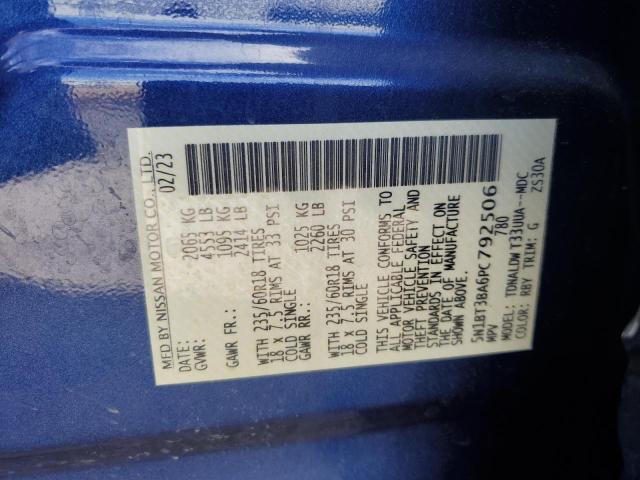 MFD BY NISSAN MOTOR CO., LTD.
DATE: 02/23
GVWR: 2065 KG
4553 LB
GAWR FR.: 1095 KG
2414 LB
WITH 235/60R18 TIRES
18 X 7.5 RIMS AT 33 PSI
COLD SINGLE
GAWR RR.: 1025 KG
2260 LB
WITH 235/60R18 TIRES
18 X 7.5 RIMS AT 30 PSI
COLD SINGLE
THIS VEHICLE CONFORMS TO
ALL APPLICABLE FEDERAL
MOTOR VEHICLE SAFETY AND
THEFT PREVENTION
STANDARDS IN EFFECT ON
THE DATE OF MANUFACTURE
SHOWN ABOVE.
5N1BT3BA6PC792506
MPV 780
MODEL: TDNALDWT33UUA--MDC
COLOR: RBY TRIM: G ZS30A